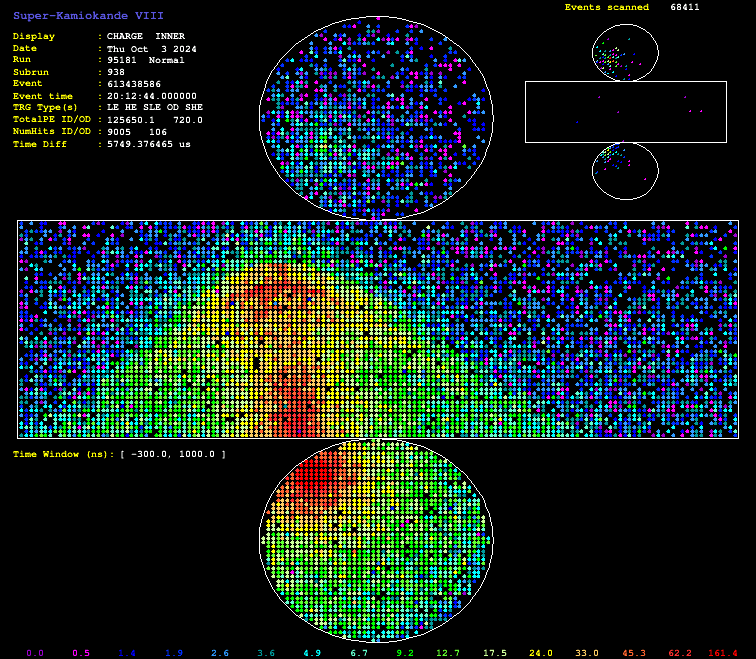 Super-Kamiokande VIII
Events scanned 68411
Display : CHARGE INNER
Date : Thu Oct 3 2024
Run : 95181 Normal
Subrun : 938
Event : 613438586
Event time : 20:12:44.000000
TRG Type(s) : LE HE SLE OD SHE
TotalPE ID/OD : 125650.1 720.0
NumHits ID/OD : 9005 106
Time Diff : 5749.376465 us
Time Window (ns): [ -300.0, 1000.0 ]
0.0 0.5 1.4 1.9 2.6 3.6 4.9 6.7 9.2 12.7 17.5 24.0 33.0 45.3 62.2 161.4